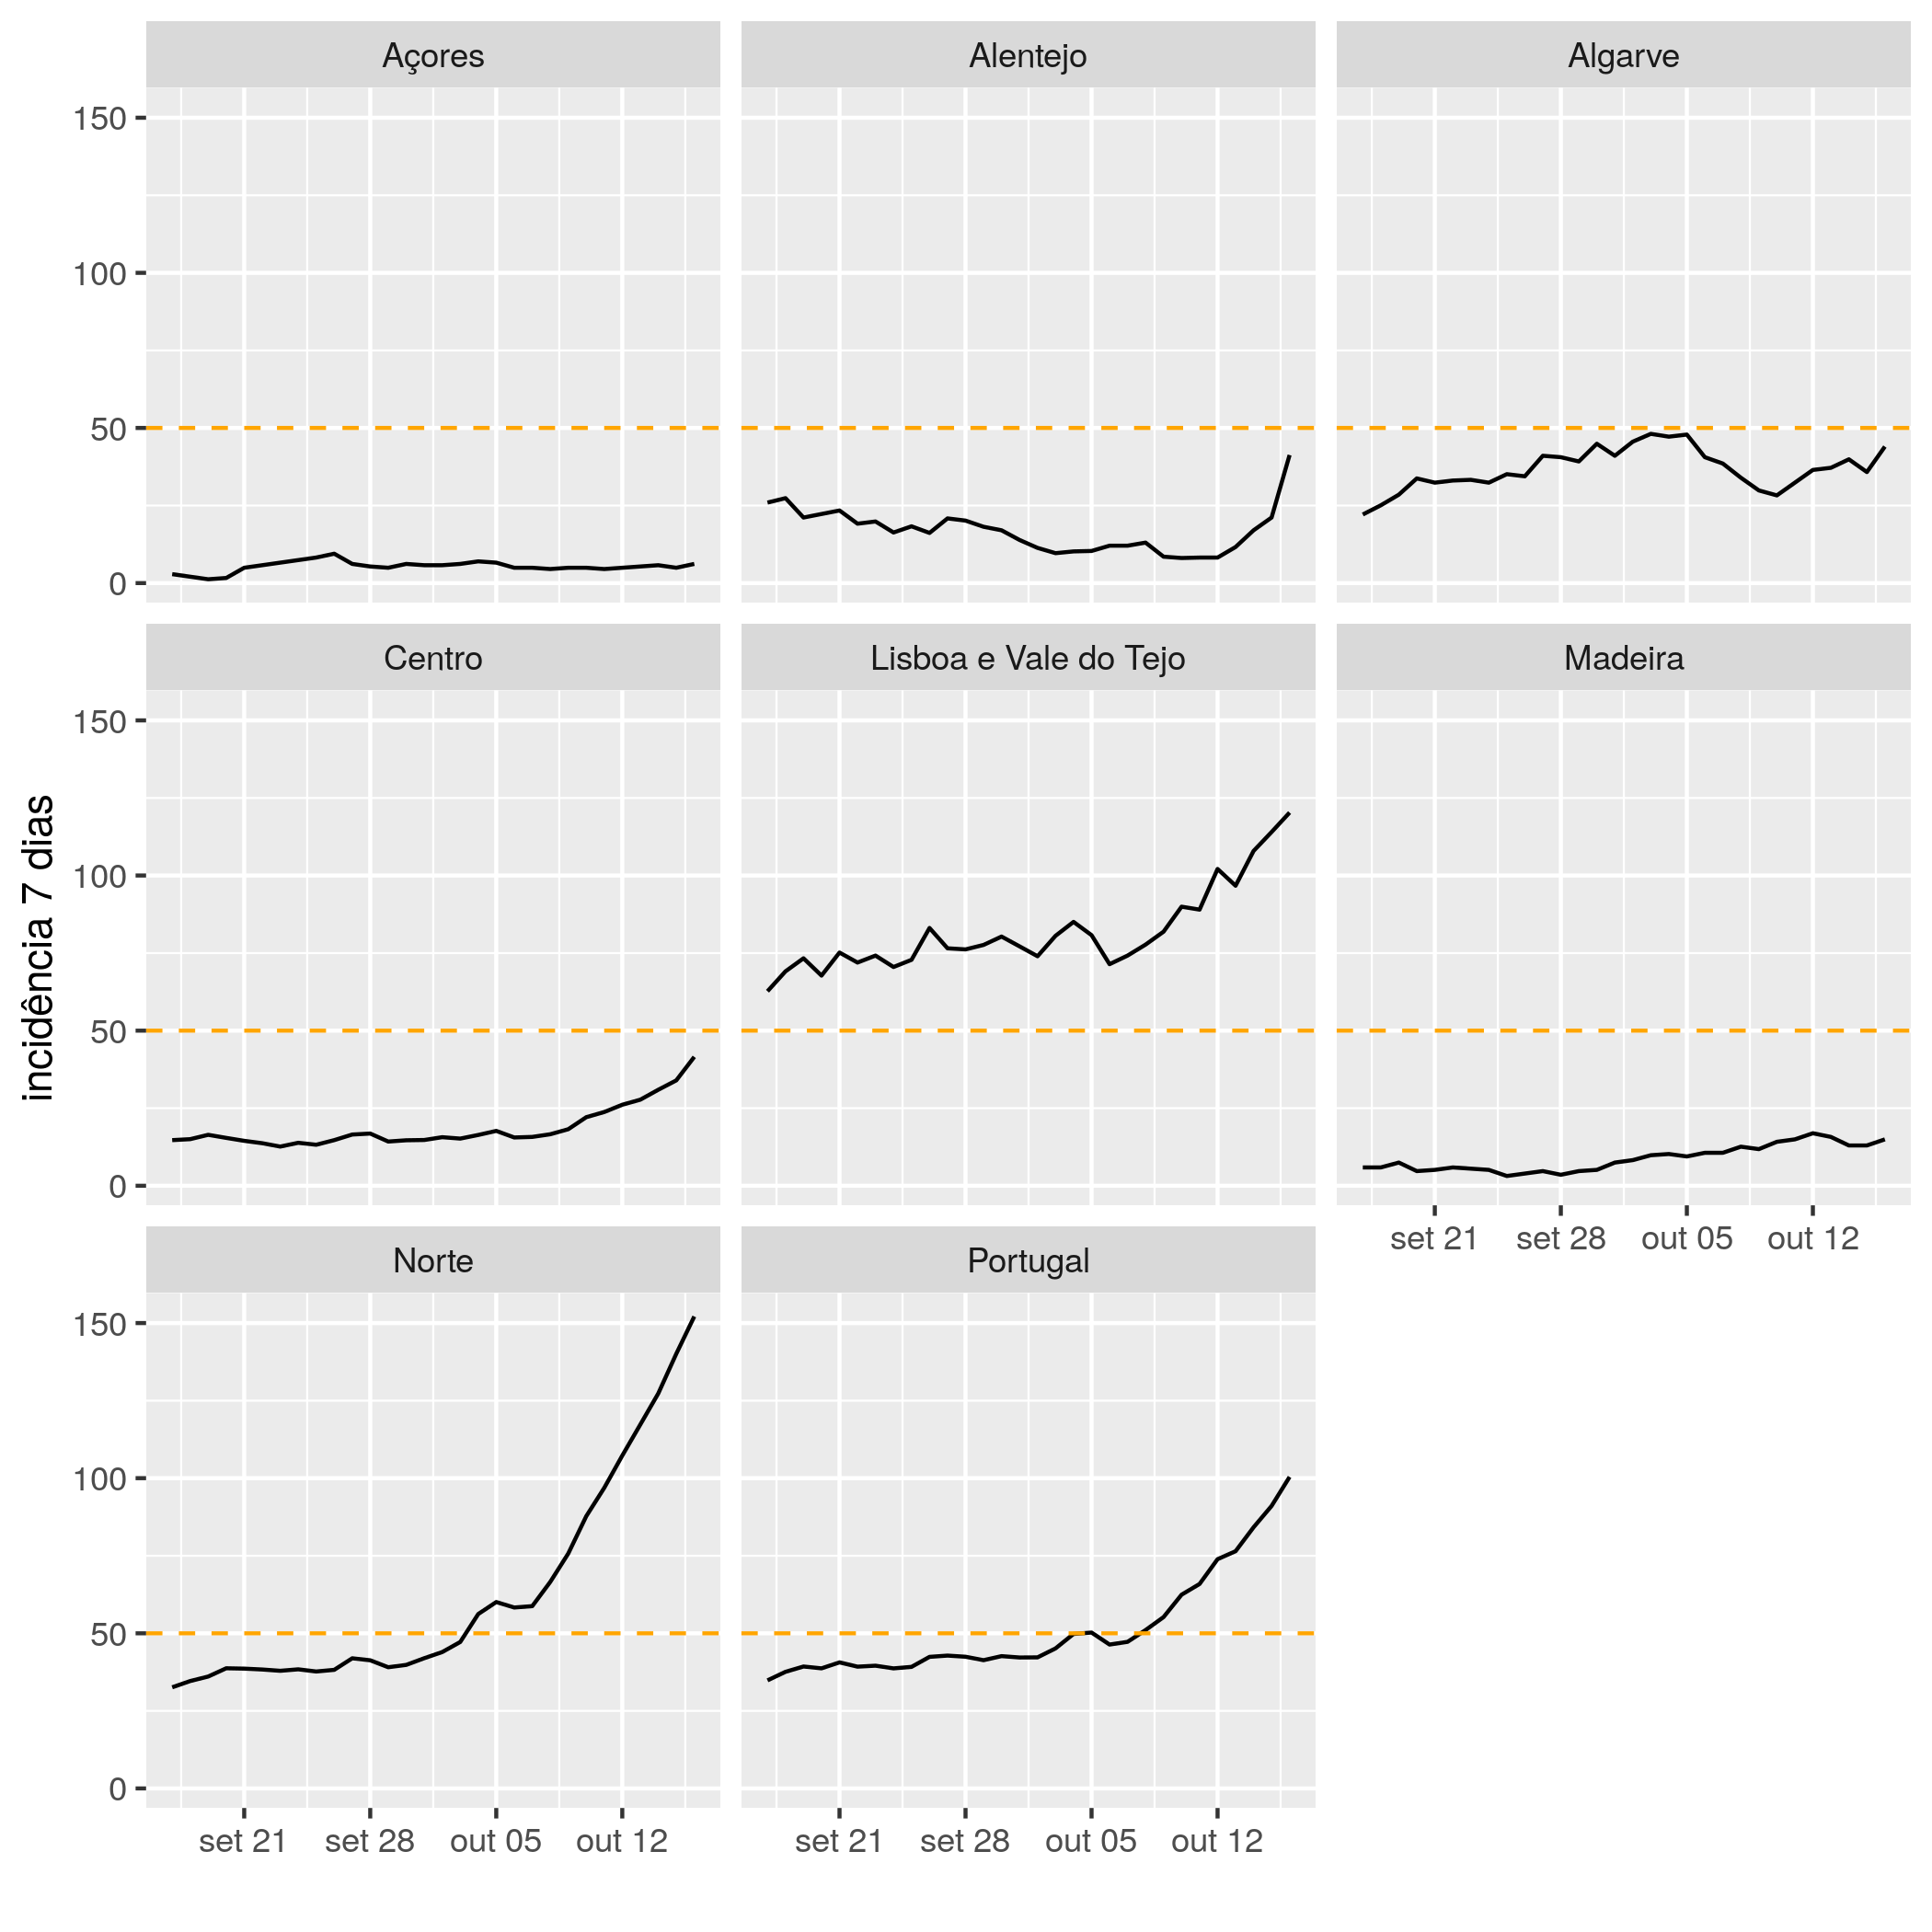 Açores
Alentejo
Algarve
150
100
50
0
Centro
Lisboa e Vale do Tejo
Madeira
150
100
50
0
incidência 7 dias
set 21
set 28
out 05
out 12
Norte
Portugal
150
100
50
0
set 21
set 28
out 05
out 12
set 21
set 28
out 05
out 12